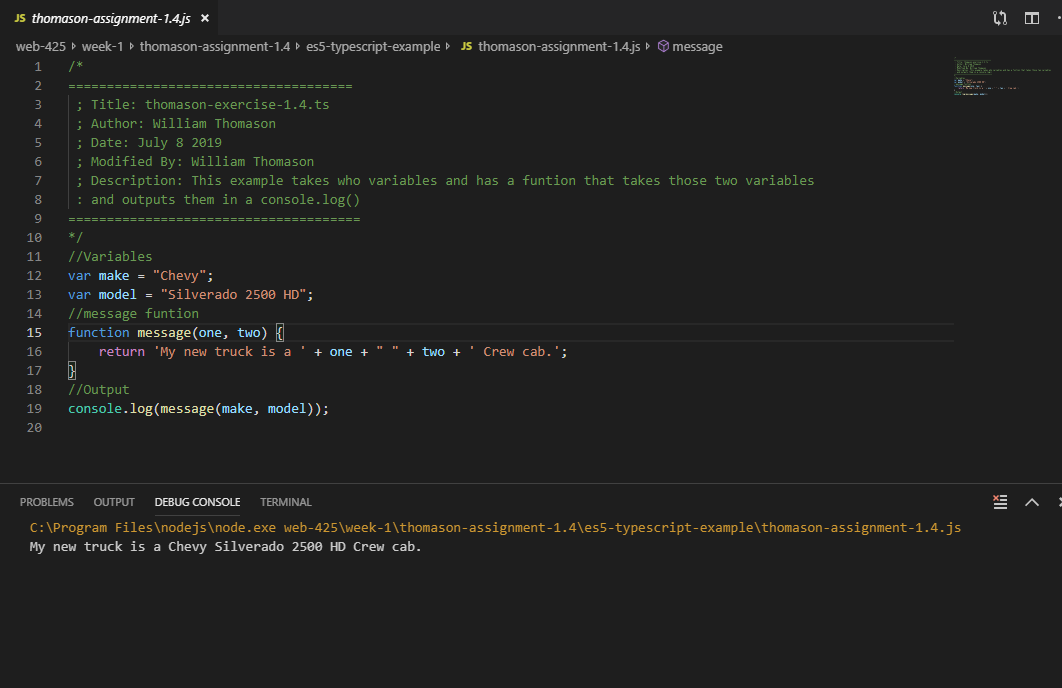 JS thomason-assignment-1.4.js ×
web-425 ▸ week-1 ▸ thomason-assignment-1.4 ▸ es5-typescript-example ▸ JS thomason-assignment-1.4.js ▸ message
1 /*
2 =====================================
3 ; Title: thomason-exercise-1.4.ts
4 ; Author: William Thomason
5 ; Date: July 8 2019
6 ; Modified By: William Thomason
7 ; Description: This example takes who variables and has a funtion that takes those two variables
8 : and outputs them in a console.log()
9 ======================================
10 */
11 //Variables
12 var make = "Chevy";
13 var model = "Silverado 2500 HD";
14 //message funtion
15 function message(one, two) {
16 return 'My new truck is a ' + one + " " + two + ' Crew cab.';
17 }
18 //Output
19 console.log(message(make, model));
20
PROBLEMS OUTPUT DEBUG CONSOLE TERMINAL
C:\Program Files\nodejs\node.exe web-425\week-1\thomason-assignment-1.4\es5-typescript-example\thomason-assignment-1.4.js
My new truck is a Chevy Silverado 2500 HD Crew cab.